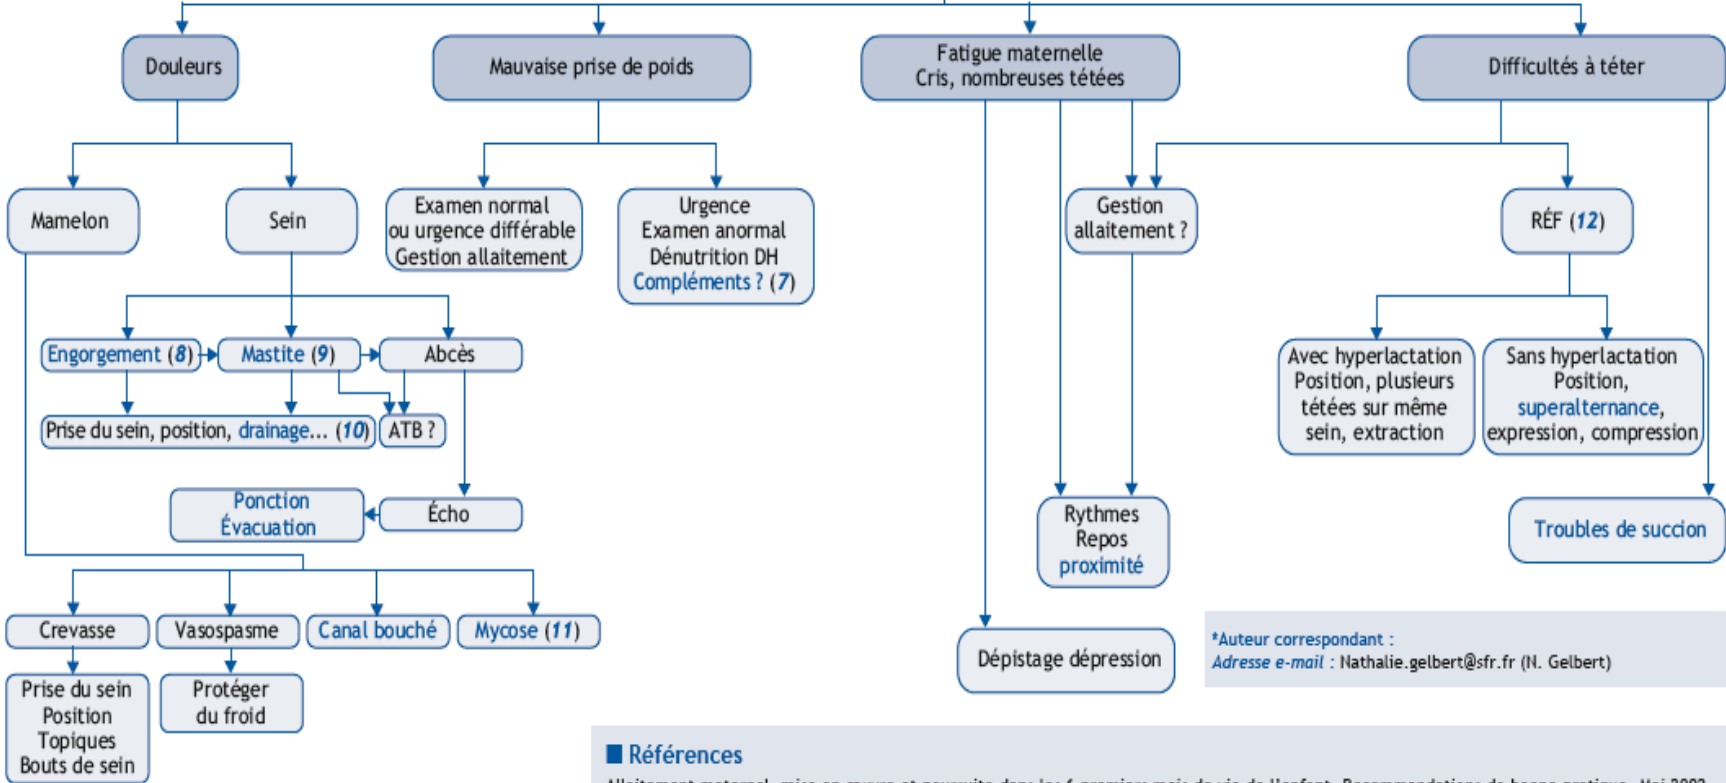 Douleurs
Mauvaise prise de poids
Fatigue maternelle
Cris, nombreuses tétées
Difficultés à téter
Mamelon
Sein
Examen normal
ou urgence différable
Gestion allaitement
Urgence
Examen anormal
Dénutrition DH
Compléments ? (7)
Gestion
allaitement ?
RÉF (12)
Engorgement (8)
Mastite (9)
Abcès
Avec hyperlactation
Position, plusieurs
tétées sur même
sein, extraction
Sans hyperlactation
Position,
superalternance,
expression, compression
Prise du sein, position, drainage... (10)
ATB ?
Ponction
Évacuation
Écho
Rythmes
Repos
proximité
Troubles de succion
Crevasse
Vasospasme
Canal bouché
Mycose (11)
Dépistage dépression
*Auteur correspondant :
Adresse e-mail : Nathalie.gelbert@sfr.fr (N. Gelbert)
Prise du sein
Position
Topiques
Bouts de sein
Protéger
du froid
■ Références